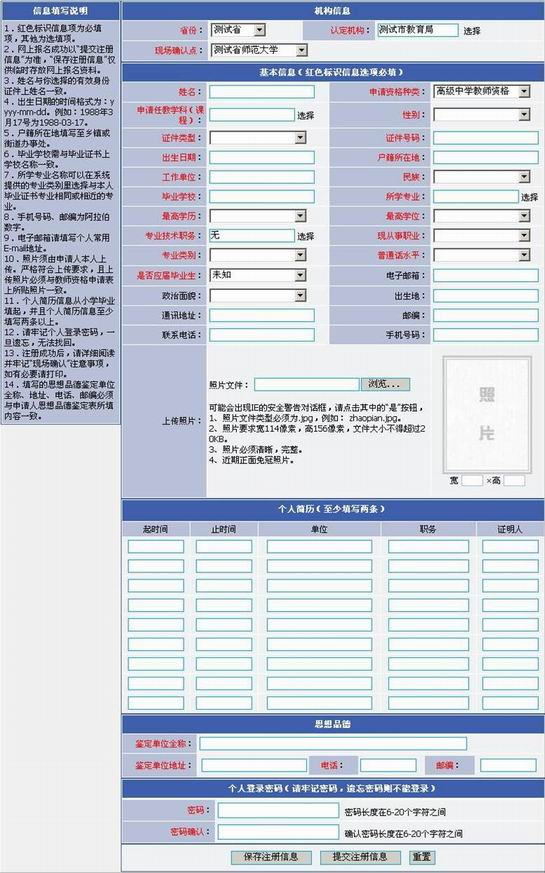 信息填写说明
1．红色标识信息项为必填
项，其他为选填项。
2．网上报名成功以"提交注册
信息"为准，"保存注册信息"仅
供临时存放网上报名资料。
3．姓名与你选择的有效身份
证件上姓名一致。
4．出生日期的时间格式为：y
yyy-mm-dd。例如：1988年3
月17号为1988-03-17。
5．户籍所在地填写至乡镇或
街道办事处。
6．毕业学校需与毕业证书上
学校名称一致。
7．所学专业名称可以在系统
提供的专业类别里选择与本人
毕业证书专业相同或相近的专
业。
8．手机号码、邮编为阿拉伯
数字。
9．电子邮箱请填写个人常用
E-mail地址。
10．照片须由申请人本人上
传。严格符合上传要求，且上
传照片必须与教师资格申请表
上所贴照片一致。
11．个人简历信息从小学毕业
填起，并且个人简历信息至少
填写两条以上。
12．请牢记个人登录密码，一
旦遗忘，无法找回。
13．注册成功后，请详细阅读
并牢记"现场确认"注意事项，
如有必要请打印。
14．填写的思想品德鉴定单位
全称、地址、电话、邮编必须
与申请人思想品德鉴定表所填
内容一致。
机构信息
省份： 测试省 认定机构： 测试市教育局 选择
现场确认点： 测试省师范大学
基本信息（红色标识信息选项必填）
姓名： 申请资格种类： 高级中学教师资格
申请任教学科（课
程）： 选择 性别：
证件类型： 证件号码：
出生日期： 户籍所在地：
工作单位： 民族：
毕业学校： 所学专业： 选择
最高学历： 最高学位：
专业技术职务： 无 选择 现从事职业：
专业类别： 普通话水平：
是否应届毕业生： 未知 电子邮箱：
政治面貌： 出生地：
通讯地址： 邮编：
联系电话： 手机号码：
上传照片：
照片文件： 浏览...
可能会出现IE的安全警告对话框，请点击其中的"是"按钮，
1、照片文件类型必须为.jpg，例如： zhaopian.jpg。
2、照片要求宽114像素，高156像素，文件大小不得超过2
0KB。
3、照片必须清晰，完整。
4、近期正面免冠照片。
照
片
宽 ×高
个人简历（至少填写两条）
起时间 止时间 单位 职务 证明人
思想品德
鉴定单位全称：
鉴定单位地址： 电话： 邮编：
个人登录密码（请牢记密码，遗忘密码则不能登录）
密码： 密码长度在6-20个字符之间
密码确认： 确认密码长度在6-20个字符之间
保存注册信息 提交注册信息 重置